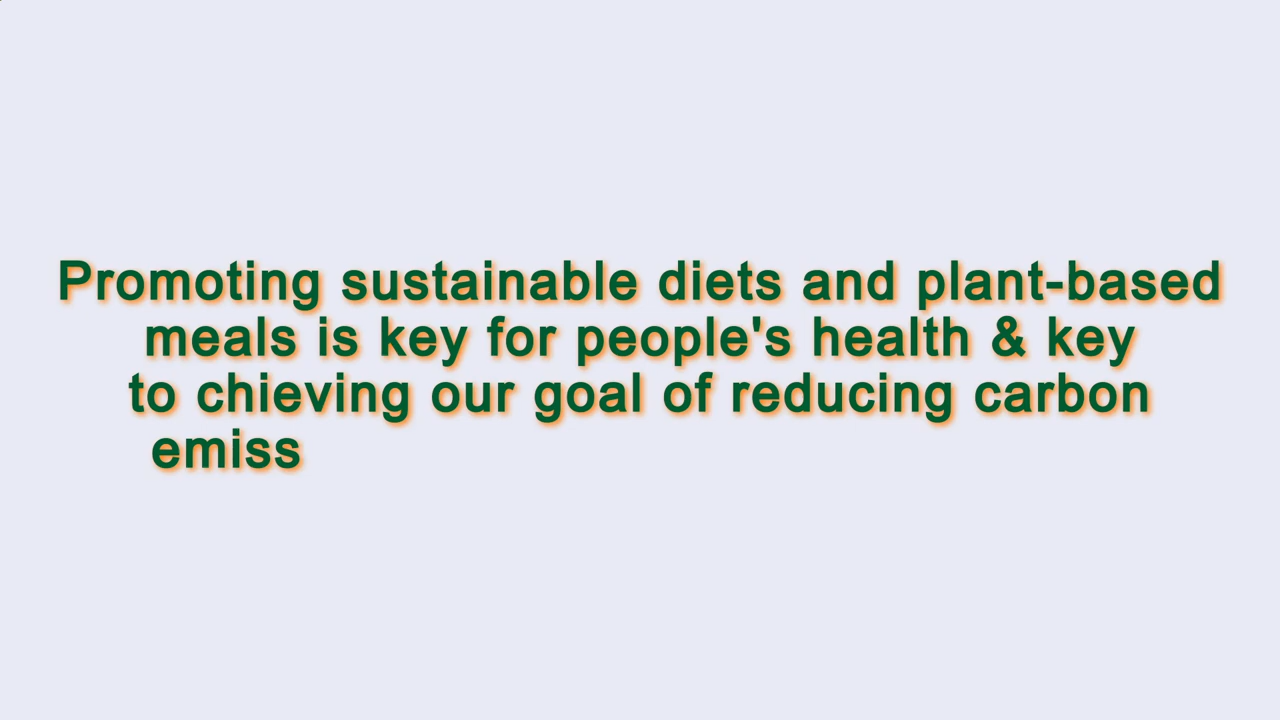 Promoting sustainable diets and plant-based
meals is key for people's health & key
to chieving our goal of reducing carbon
emiss